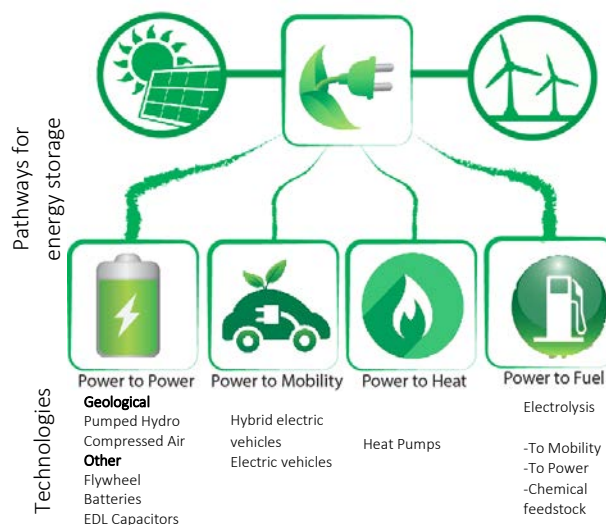 Pathways for
energy storage
Power to Power
Power to Mobility
Power to Heat
Power to Fuel
Technologies
Geological
Pumped Hydro
Compressed Air
Other
Flywheel
Batteries
EDL Capacitors
Hybrid electric
vehicles
Electric vehicles
Heat Pumps
Electrolysis
-To Mobility
-To Power
-Chemical
feedstock